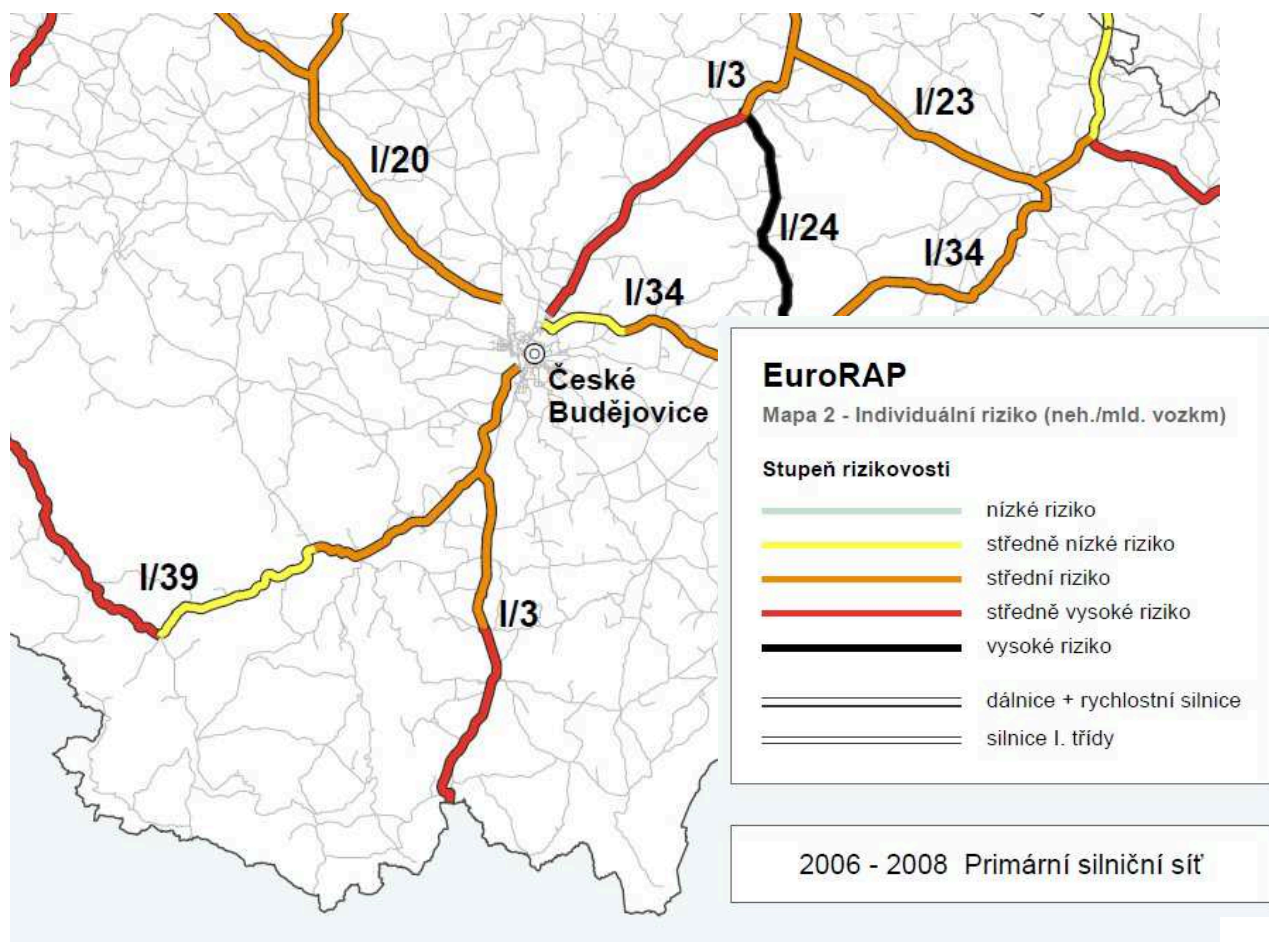 I/3
I/23
I/20
I/24
I/34
I/34
České
Budějovice
I/39
I/3
EuroRAP
Mapa 2 - Individuální riziko (neh./mld. vozkm)
Stupeň rizikovosti
nízké riziko
středně nízké riziko
střední riziko
středně vysoké riziko
vysoké riziko
dálnice + rychlostní silnice
silnice I. třídy
2006 - 2008 Primární silniční síť